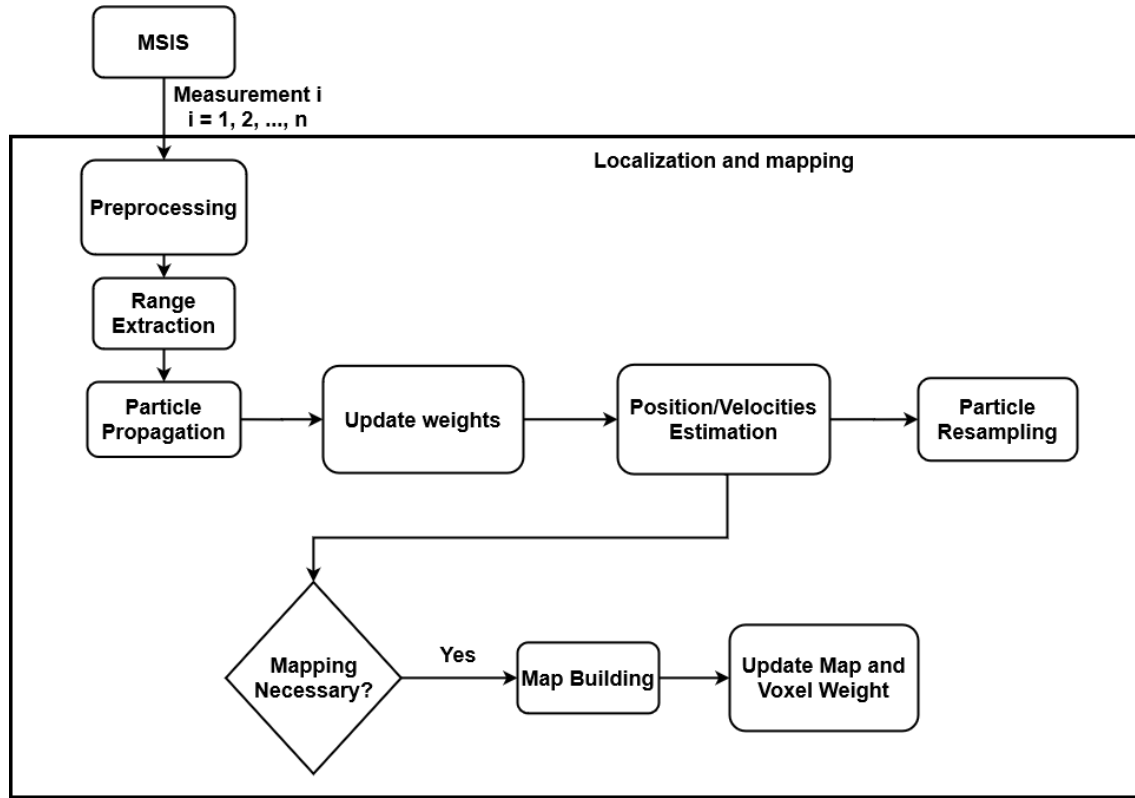 MSIS
Measurement i
i = 1, 2, ..., n
Localization and mapping
Preprocessing
Range
Extraction
Particle
Propagation
Update weights
Position/Velocities
Estimation
Particle
Resampling
Mapping
Necessary?
Yes
Map Building
Update Map and
Voxel Weight